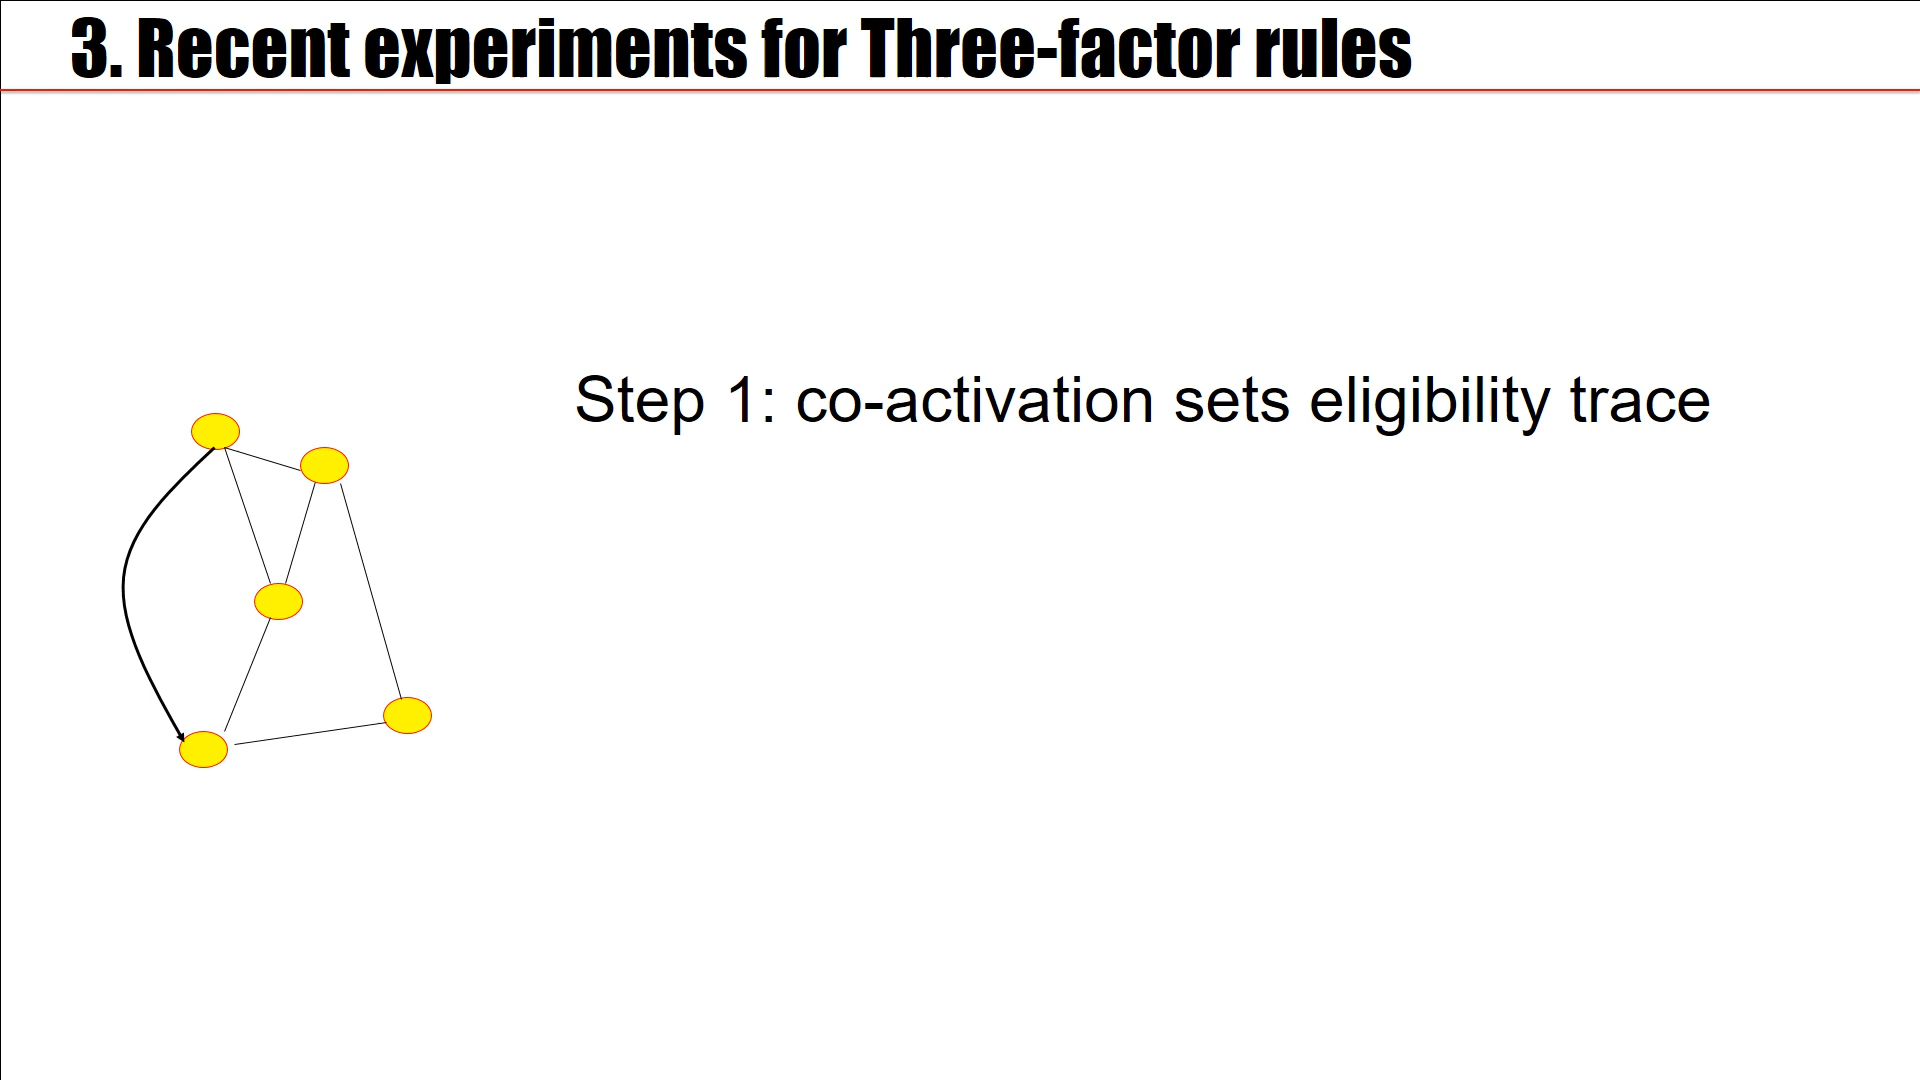 3. Recent experiments for Three-factor rules
Step 1: co-activation sets eligibility trace